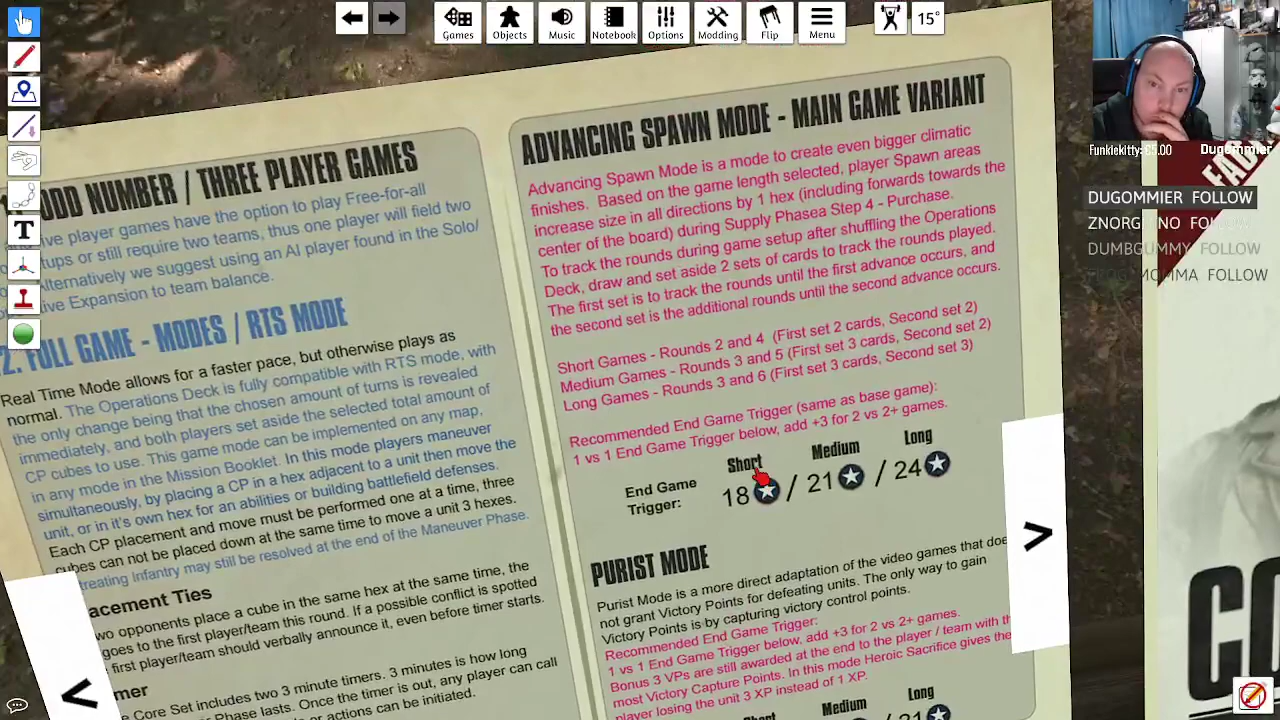 Games
Objects
Music
Notebook
Options
Modding
Flip
Menu
15°
T
Funkiekitty: €5.00
Dugommier
DUGOMMIER FOLLOW
ZNORG1NO FOLLOW
DUMBGUMMY FOLLOW
MOMMA FOLLOW
ODD NUMBER / THREE PLAYER GAMES
ive player games have the option to play Free-for-all
tups or still require two teams, thus one player will field two
Alternatively we suggest using an AI player found in the Solo/
tive Expansion to team balance.
2. FULL GAME - MODES / RTS MODE
Real Time Mode allows for a faster pace, but otherwise plays as
normal. The Operations Deck is fully compatible with RTS mode, with
the only change being that the chosen amount of turns is revealed
immediately, and both players set aside the selected total amount of
CP cubes to use. This game mode can be implemented on any map,
in any mode in the Mission Booklet. In this mode players maneuver
simultaneously, by placing a CP in a hex adjacent to a unit then move the
unit, or in it's own hex for an abilities or building battlefield defenses.
Each CP placement and move must be performed one at a time, three
cubes can not be placed down at the same time to move a unit 3 hexes.
treating Infantry may still be resolved at the end of the Maneuver Phase.
acement Ties
wo opponents place a cube in the same hex at the same time, the
goes to the first player/team this round. If a possible conflict is spotted
first player/team should verbally announce it, even before timer starts.
mer
e Core Set includes two 3 minute timers. 3 minutes is how long
Phase lasts. Once the timer is out, any player can call
or actions can be initiated.
<
ADVANCING SPAWN MODE - MAIN GAME VARIANT
Advancing Spawn Mode is a mode to create even bigger climatic
finishes. Based on the game length selected, player Spawn areas
increase size in all directions by 1 hex (including forwards towards the
center of the board) during Supply Phasea Step 4 - Purchase.
To track the rounds during game setup after shuffling the Operations
Deck, draw and set aside 2 sets of cards to track the rounds played.
The first set is to track the rounds until the first advance occurs, and
the second set is the additional rounds until the second advance occurs.
Short Games - Rounds 2 and 4 (First set 2 cards, Second set 2)
Medium Games - Rounds 3 and 5 (First set 3 cards, Second set 2)
Long Games - Rounds 3 and 6 (First set 3 cards, Second set 3)
Recommended End Game Trigger (same as base game):
1 vs 1 End Game Trigger below, add +3 for 2 vs 2+ games.
Short Medium Long
End Game Trigger: 18 / 21 / 24
PURIST MODE
Purist Mode is a more direct adaptation of the video games that doe
not grant Victory Points for defeating units. The only way to gain
Victory Points is by capturing victory control points.
Recommended End Game Trigger:
1 vs 1 End Game Trigger below, add +3 for 2 vs 2+ games.
Bonus 3 VPs are still awarded at the end to the player / team with th
most Victory Capture Points. In this mode Heroic Sacrifice gives the
player losing the unit 3 XP instead of 1 XP.
Short Medium Long
>
CO